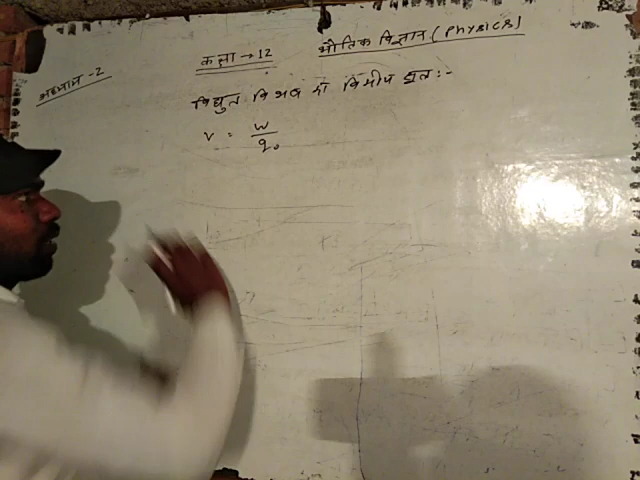 कक्षा → 12 भौतिक विज्ञान ( PHYSICS)
अध्याय - 2
विद्युत विभव का विमीय सूत्र :-
V = W / q₀